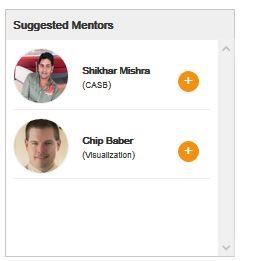 Suggested Mentors
Shikhar Mishra
(CASB)
+
Chip Baber
(Visualization)
+